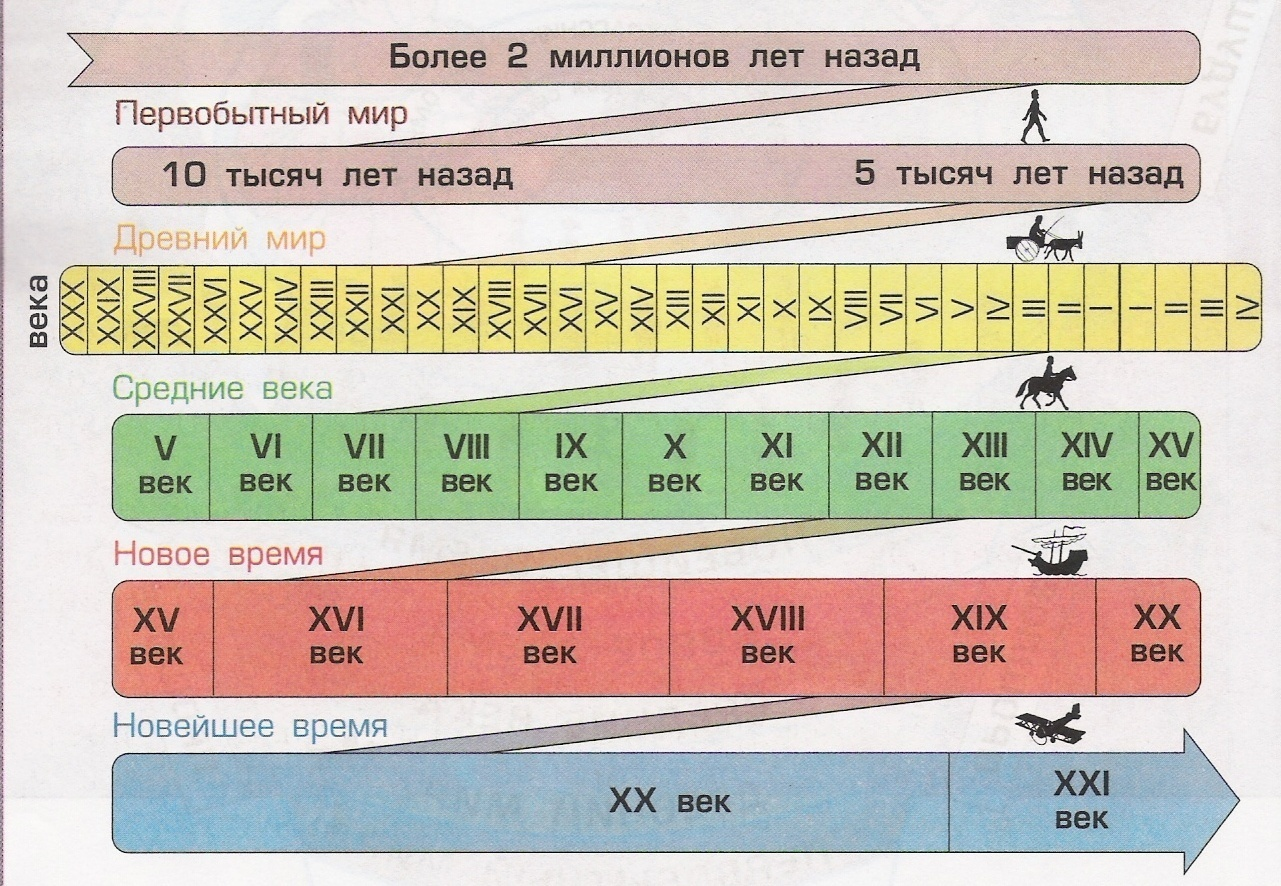 Более 2 миллионов лет назад
Первобытный мир
10 тысяч лет назад 5 тысяч лет назад
Древний мир
века
XXX XXIX XXVIII XXVII XXVI XXV XXIV XXIII XXII XXI XX XIX XVIII XVII XVI XV XIV XIII XII XI X IX VIII VII VI V IV III II I I II III IV
Средние века
V VI VII VIII IX X XI XII XIII XIV XV
век век век век век век век век век век век
Новое время
XV XVI XVII XVIII XIX XX
век век век век век век
Новейшее время
XX век XXI
век